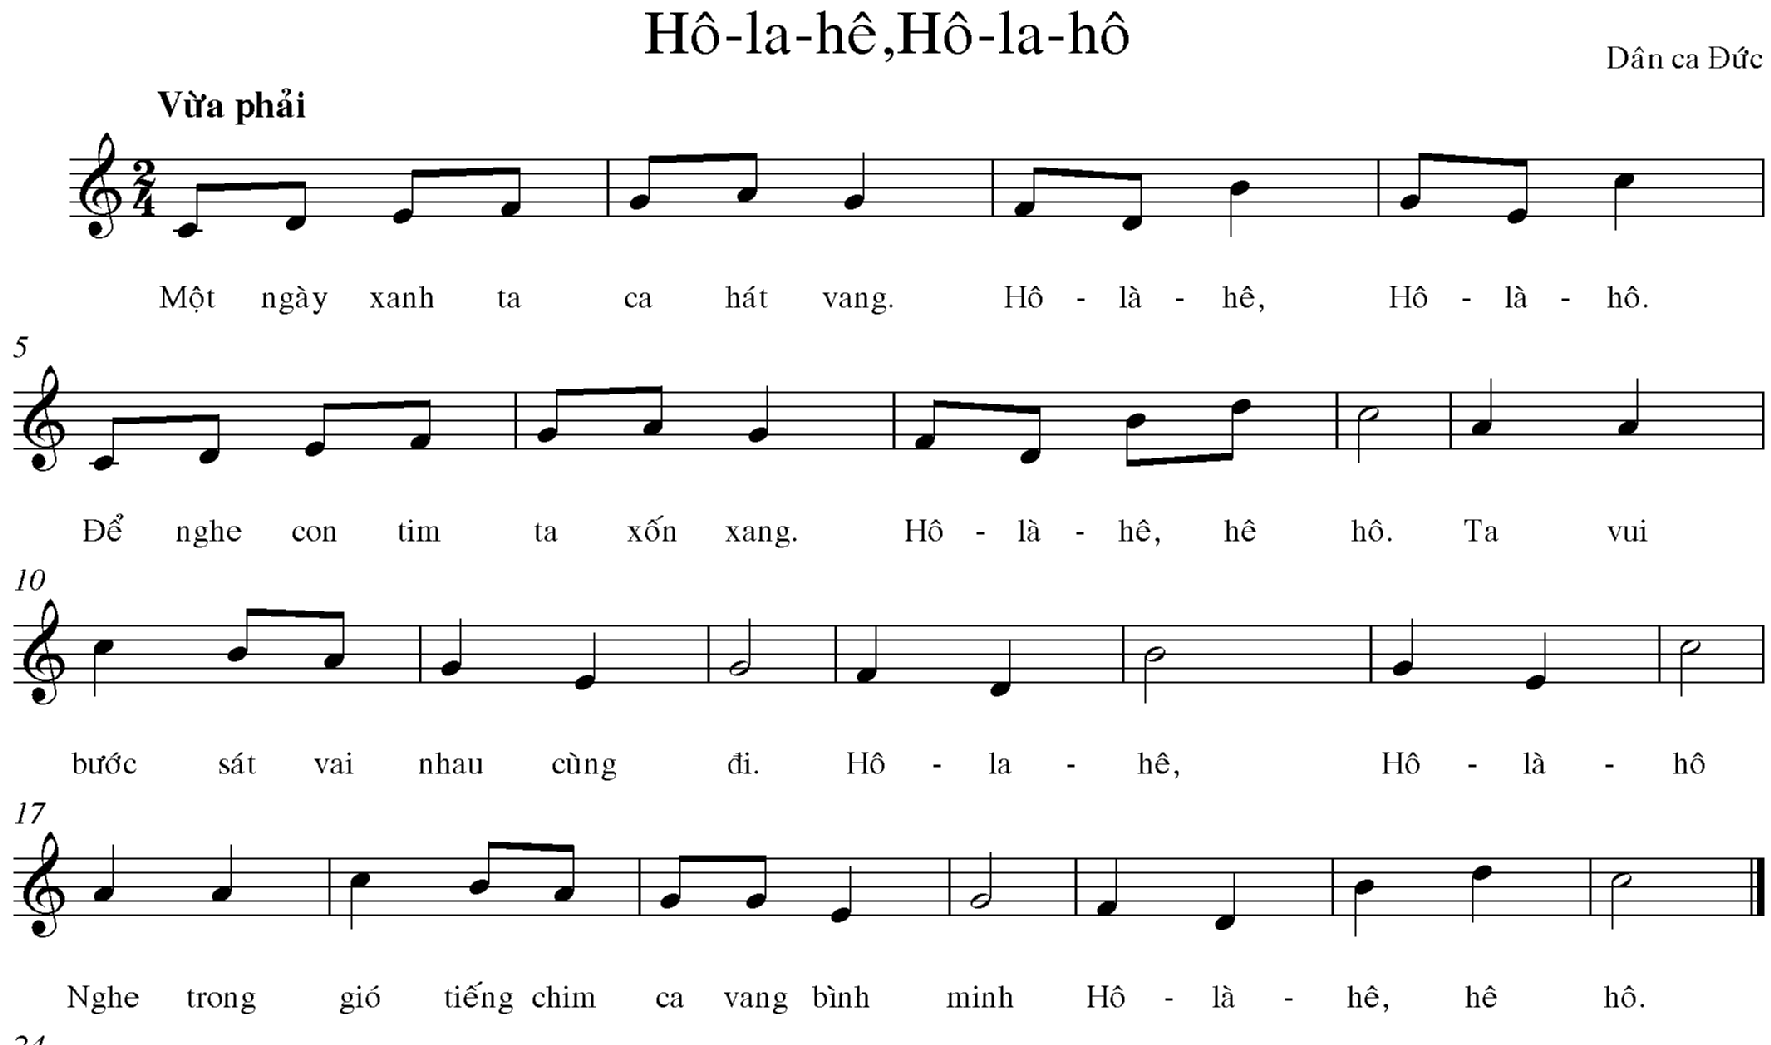 Hô-la-hê,Hô-la-hô
Dân ca Đức
Vừa phải
2
4
Một ngày xanh ta ca hát vang. Hô - là - hê, Hô - là - hô.
5
Để nghe con tim ta xốn xang. Hô - là - hê, hê hô. Ta vui
10
bước sát vai nhau cùng đi. Hô - la - hê, Hô - là - hô
17
Nghe trong gió tiếng chim ca vang bình minh Hô - là - hê, hê hô.